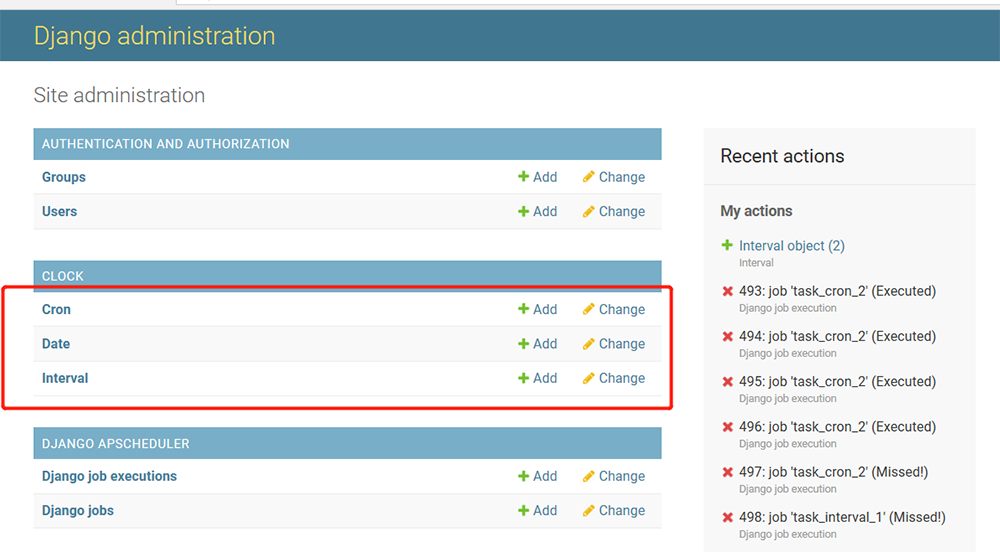 Django administration
Site administration
AUTHENTICATION AND AUTHORIZATION
Groups Add Change
Users Add Change
CLOCK
Cron Add Change
Date Add Change
Interval Add Change
DJANGO APSCHEDULER
Django job executions Add Change
Django jobs Add Change
Recent actions
My actions
Interval object (2)
Interval
493: job 'task_cron_2' (Executed)
Django job execution
494: job 'task_cron_2' (Executed)
Django job execution
495: job 'task_cron_2' (Executed)
Django job execution
496: job 'task_cron_2' (Executed)
Django job execution
497: job 'task_cron_2' (Missed!)
Django job execution
498: job 'task_interval_1' (Missed!)
Django job execution